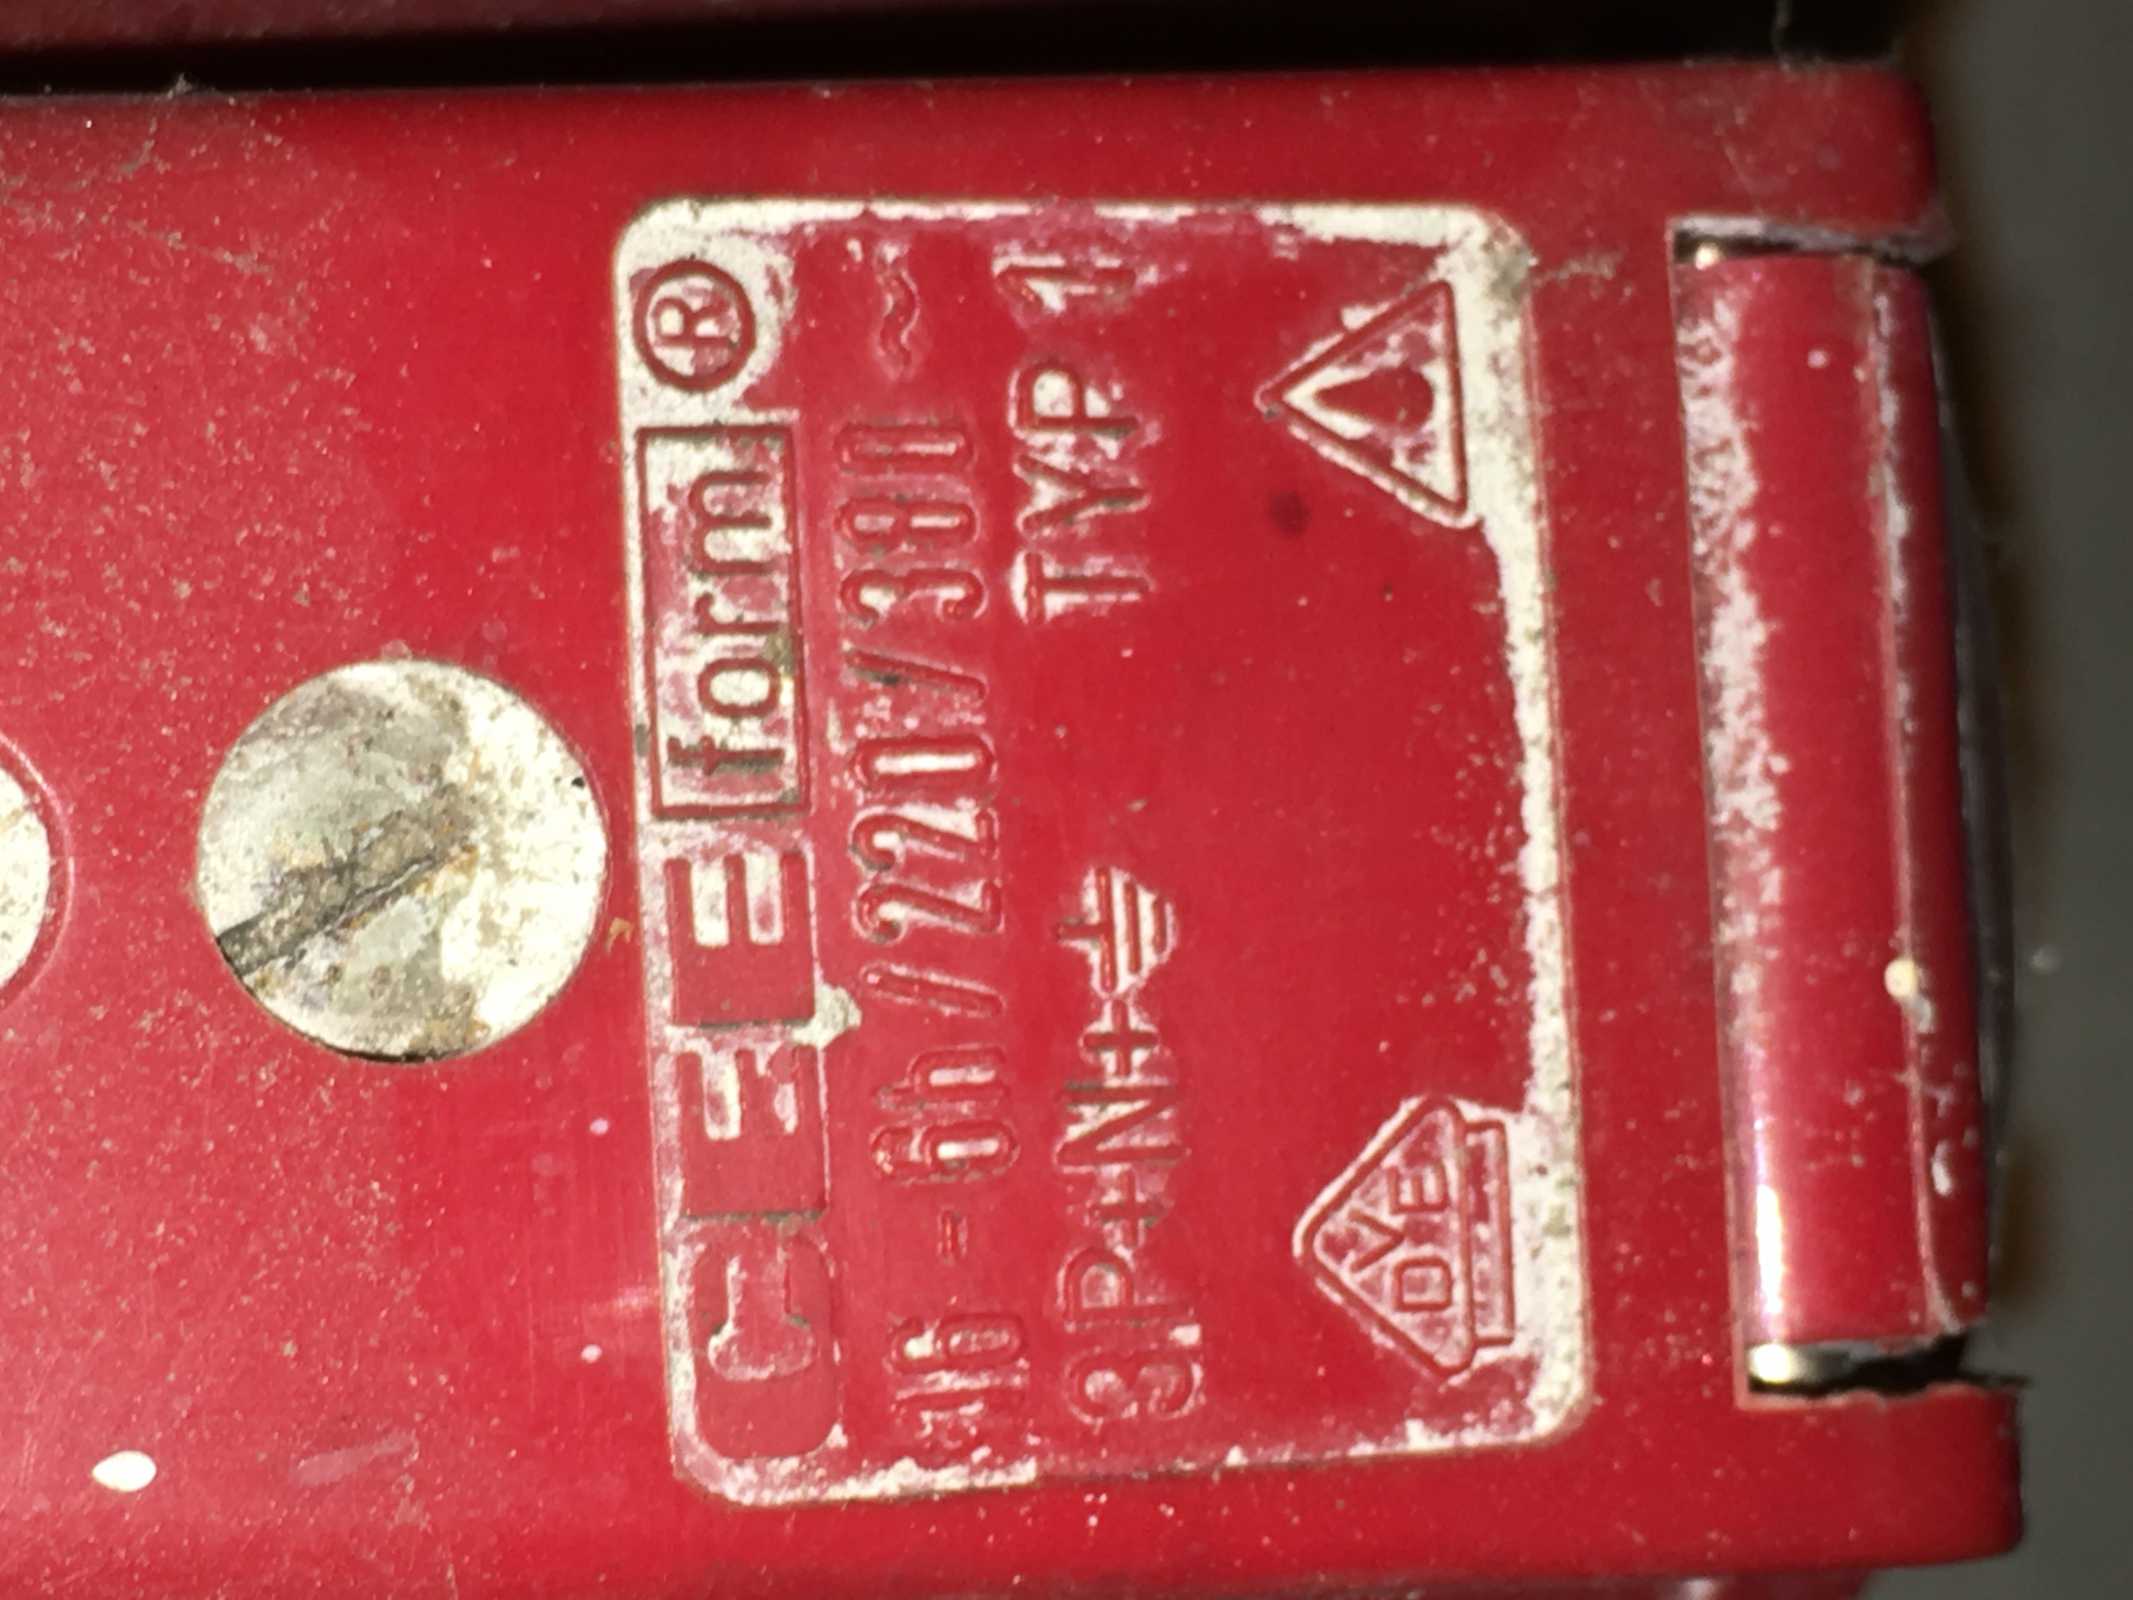 CEE form ®
16 - 6h / 220 / 380 ~
3P+N+⏚ TYP 1
VDE